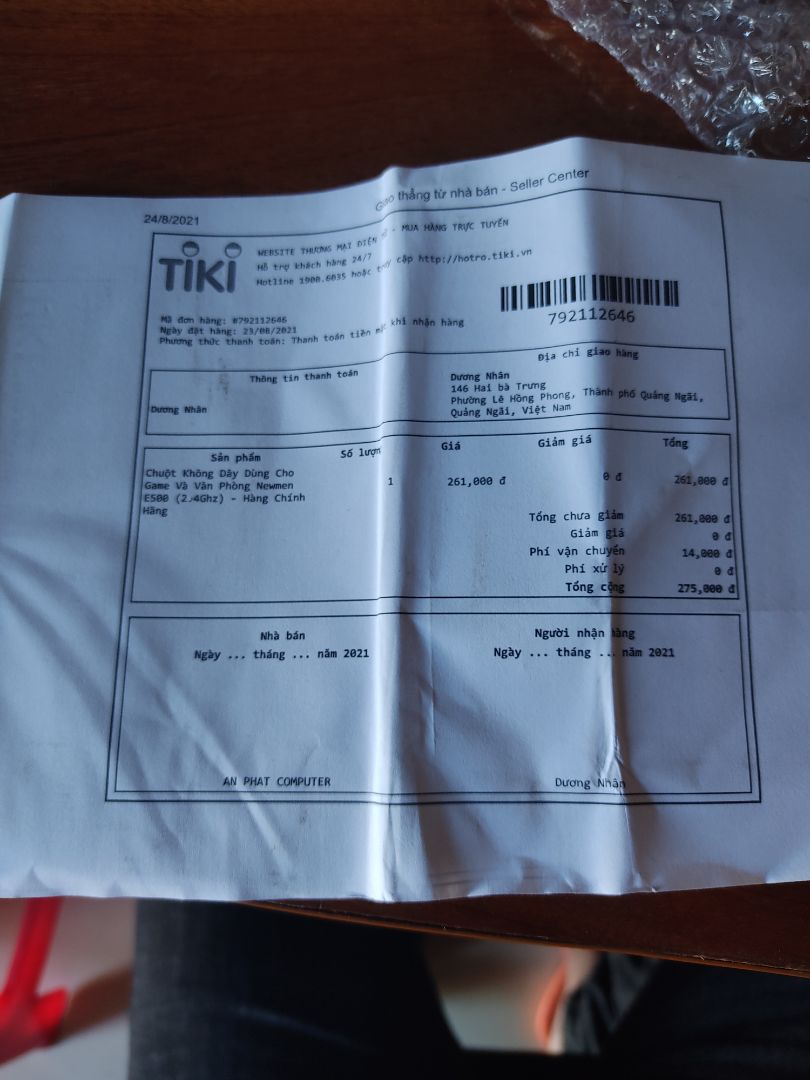 24/8/2021
Giao thẳng từ nhà bán - Seller Center
TIKI
WEBSITE THƯƠNG MẠI ĐIỆN - MUA HÀNG TRỰC TUYẾN
Hỗ trợ khách hàng 24/7
Hotline 1900.6035 hoặc truy cập http://hotro.tiki.vn
792112646
Mã đơn hàng: #792112646
Ngày đặt hàng: 23/08/2021
Phương thức thanh toán: Thanh toán tiền mặt khi nhận hàng
Thông tin thanh toán
Địa chỉ giao hàng
Dương Nhân
Dương Nhân
146 Hai bà Trưng
Phường Lê Hồng Phong, Thành phố Quảng Ngãi,
Quảng Ngãi, Việt Nam
Sản phẩm Số lượn Giá Giảm giá Tổng
Chuột Không Dây Dùng Cho
Game Và Văn Phòng Newmen
E500 (2.4Ghz) - Hàng Chính
Hãng
1 261,000 đ 0 đ 261,000 đ
Tổng chưa giảm 261,000 đ
Giảm giá 0 đ
Phí vận chuyển 14,000 đ
Phí xử lý 0 đ
Tổng cộng 275,000 đ
Nhà bán
Ngày ... tháng ... năm 2021
AN PHAT COMPUTER
Người nhận hàng
Ngày ... tháng ... năm 2021
Dương Nhân